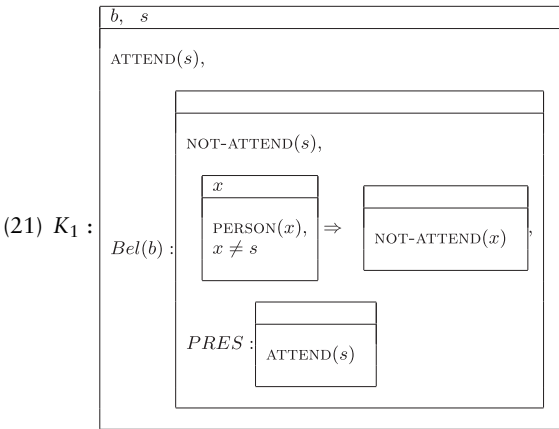 b, s
ATTEND(s),
NOT-ATTEND(s),
x
PERSON(x),
x ≠ s
⇒
NOT-ATTEND(x)
,
(21) K₁ :
Bel(b) :
PRES :
ATTEND(s)